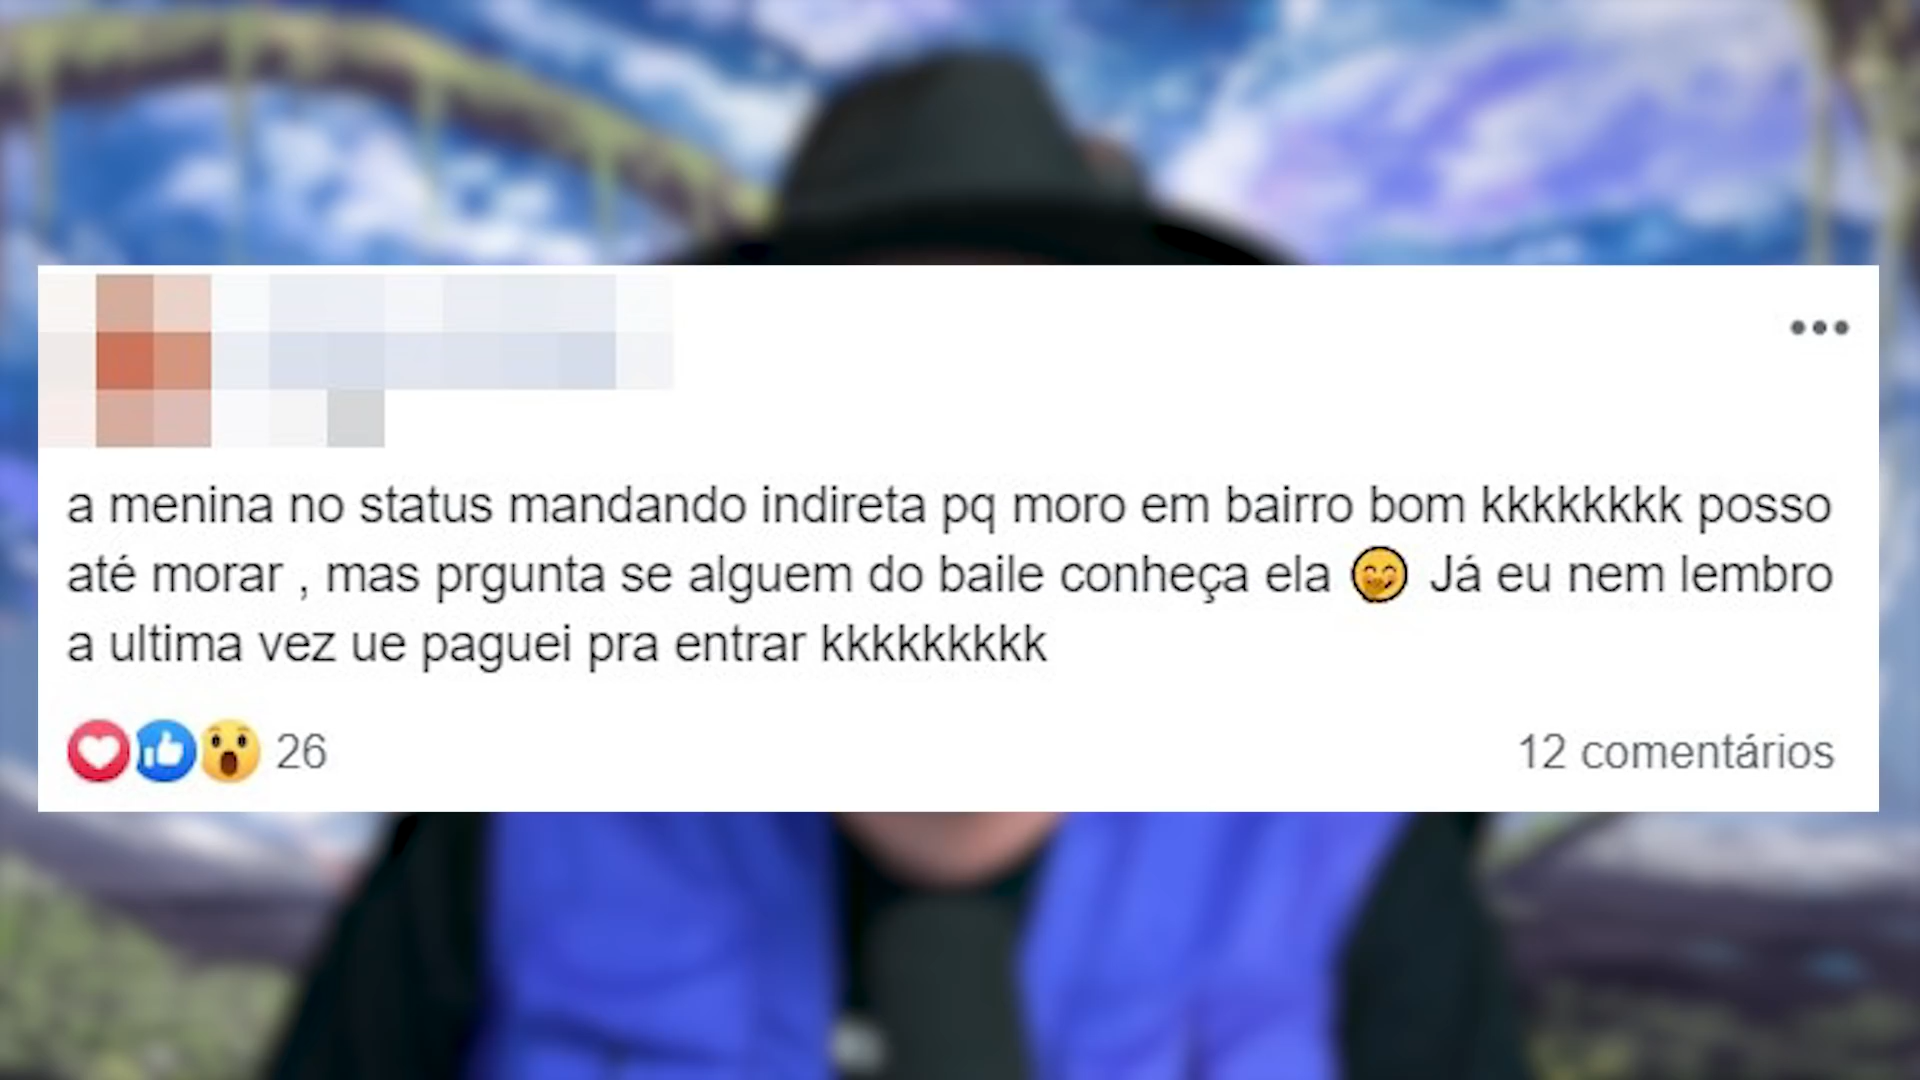 a menina no status mandando indireta pq moro em bairro bom kkkkkkkk posso
até morar , mas prgunta se alguem do baile conheça ela 🤭 Já eu nem lembro
a ultima vez ue paguei pra entrar kkkkkkkkk
26
12 comentários